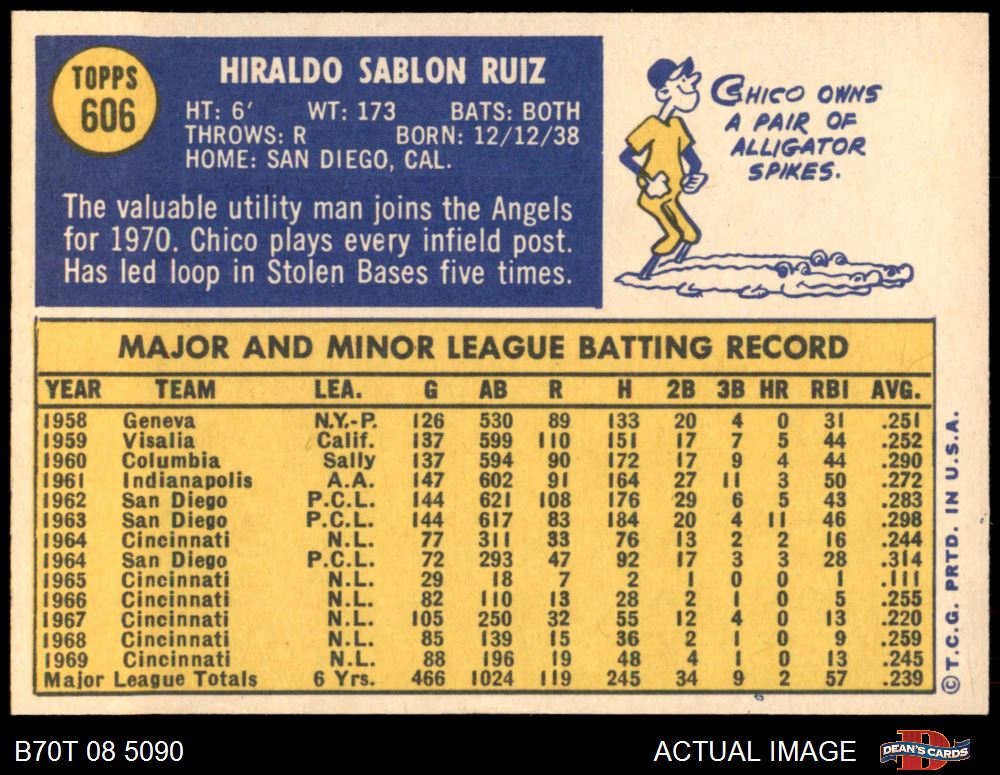 TOPPS
606
HIRALDO SABLON RUIZ
HT: 6' WT: 173 BATS: BOTH
THROWS: R BORN: 12/12/38
HOME: SAN DIEGO, CAL.
The valuable utility man joins the Angels
for 1970. Chico plays every infield post.
Has led loop in Stolen Bases five times.
CHICO OWNS
A PAIR OF
ALLIGATOR
SPIKES.
MAJOR AND MINOR LEAGUE BATTING RECORD
YEAR TEAM LEA. G AB R H 2B 3B HR RBI AVG.
1958 Geneva N.Y.-P. 126 530 89 133 20 4 0 31 .251
1959 Visalia Calif. 137 599 110 151 17 7 5 44 .252
1960 Columbia Sally 137 594 90 172 17 9 4 44 .290
1961 Indianapolis A.A. 147 602 91 164 27 11 3 50 .272
1962 San Diego P.C.L. 144 621 108 176 29 6 5 43 .283
1963 San Diego P.C.L. 144 617 83 184 20 4 11 46 .298
1964 Cincinnati N.L. 77 311 33 76 13 2 2 16 .244
1964 San Diego P.C.L. 72 293 47 92 17 3 3 28 .314
1965 Cincinnati N.L. 29 18 7 2 1 0 0 1 .111
1966 Cincinnati N.L. 82 110 13 28 2 1 0 5 .255
1967 Cincinnati N.L. 105 250 32 55 12 4 0 13 .220
1968 Cincinnati N.L. 85 139 15 36 2 1 0 9 .259
1969 Cincinnati N.L. 88 196 19 48 4 1 0 13 .245
Major League Totals 6 Yrs. 466 1024 119 245 34 9 2 57 .239
© T.C.G. PRTD. IN U.S.A.
B70T 08 5090
ACTUAL IMAGE
D
DEAN'S CARDS